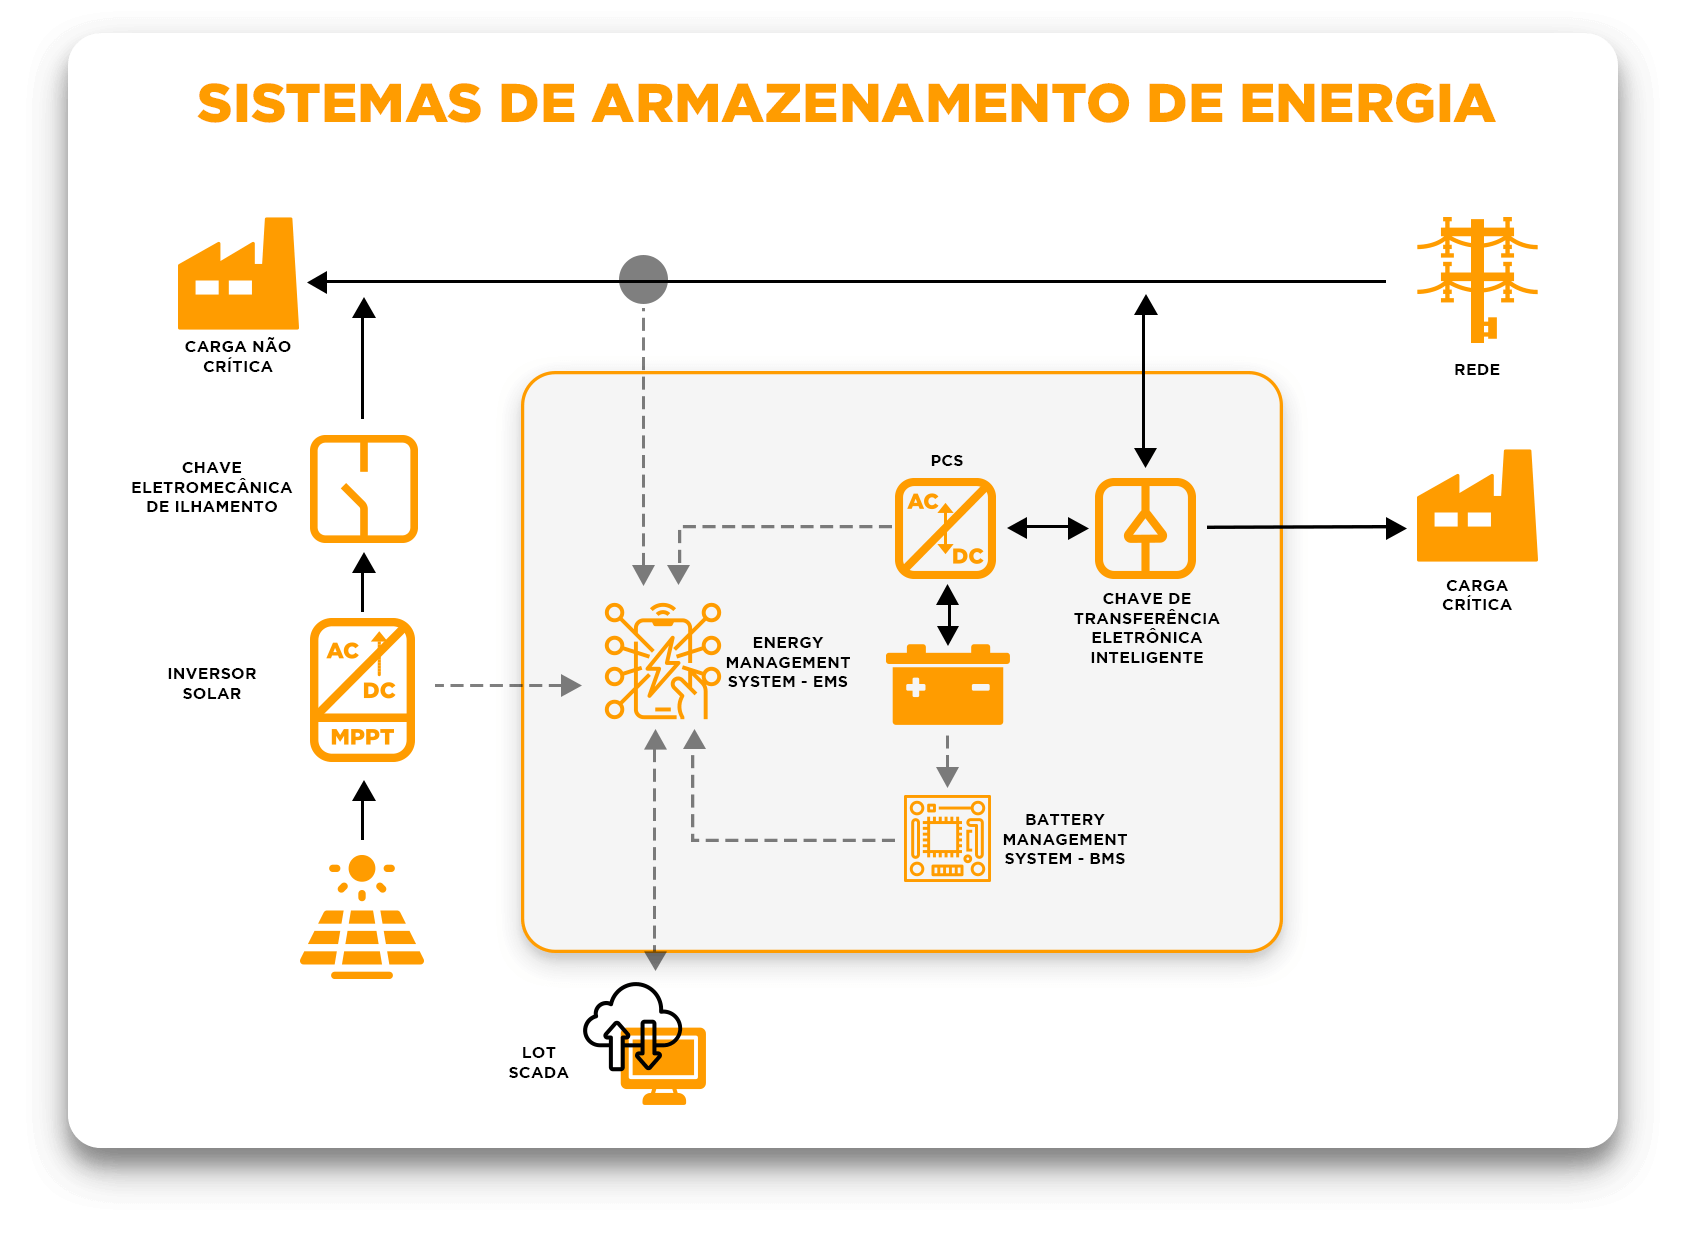 SISTEMAS DE ARMAZENAMENTO DE ENERGIA
CARGA NÃO
CRÍTICA
REDE
CHAVE
ELETROMECÂNICA
DE ILHAMENTO
PCS
AC
DC
CHAVE DE
TRANSFERÊNCIA
ELETRÔNICA
INTELIGENTE
CARGA
CRÍTICA
INVERSOR
SOLAR
AC
DC
MPPT
ENERGY
MANAGEMENT
SYSTEM - EMS
BATTERY
MANAGEMENT
SYSTEM - BMS
LOT
SCADA